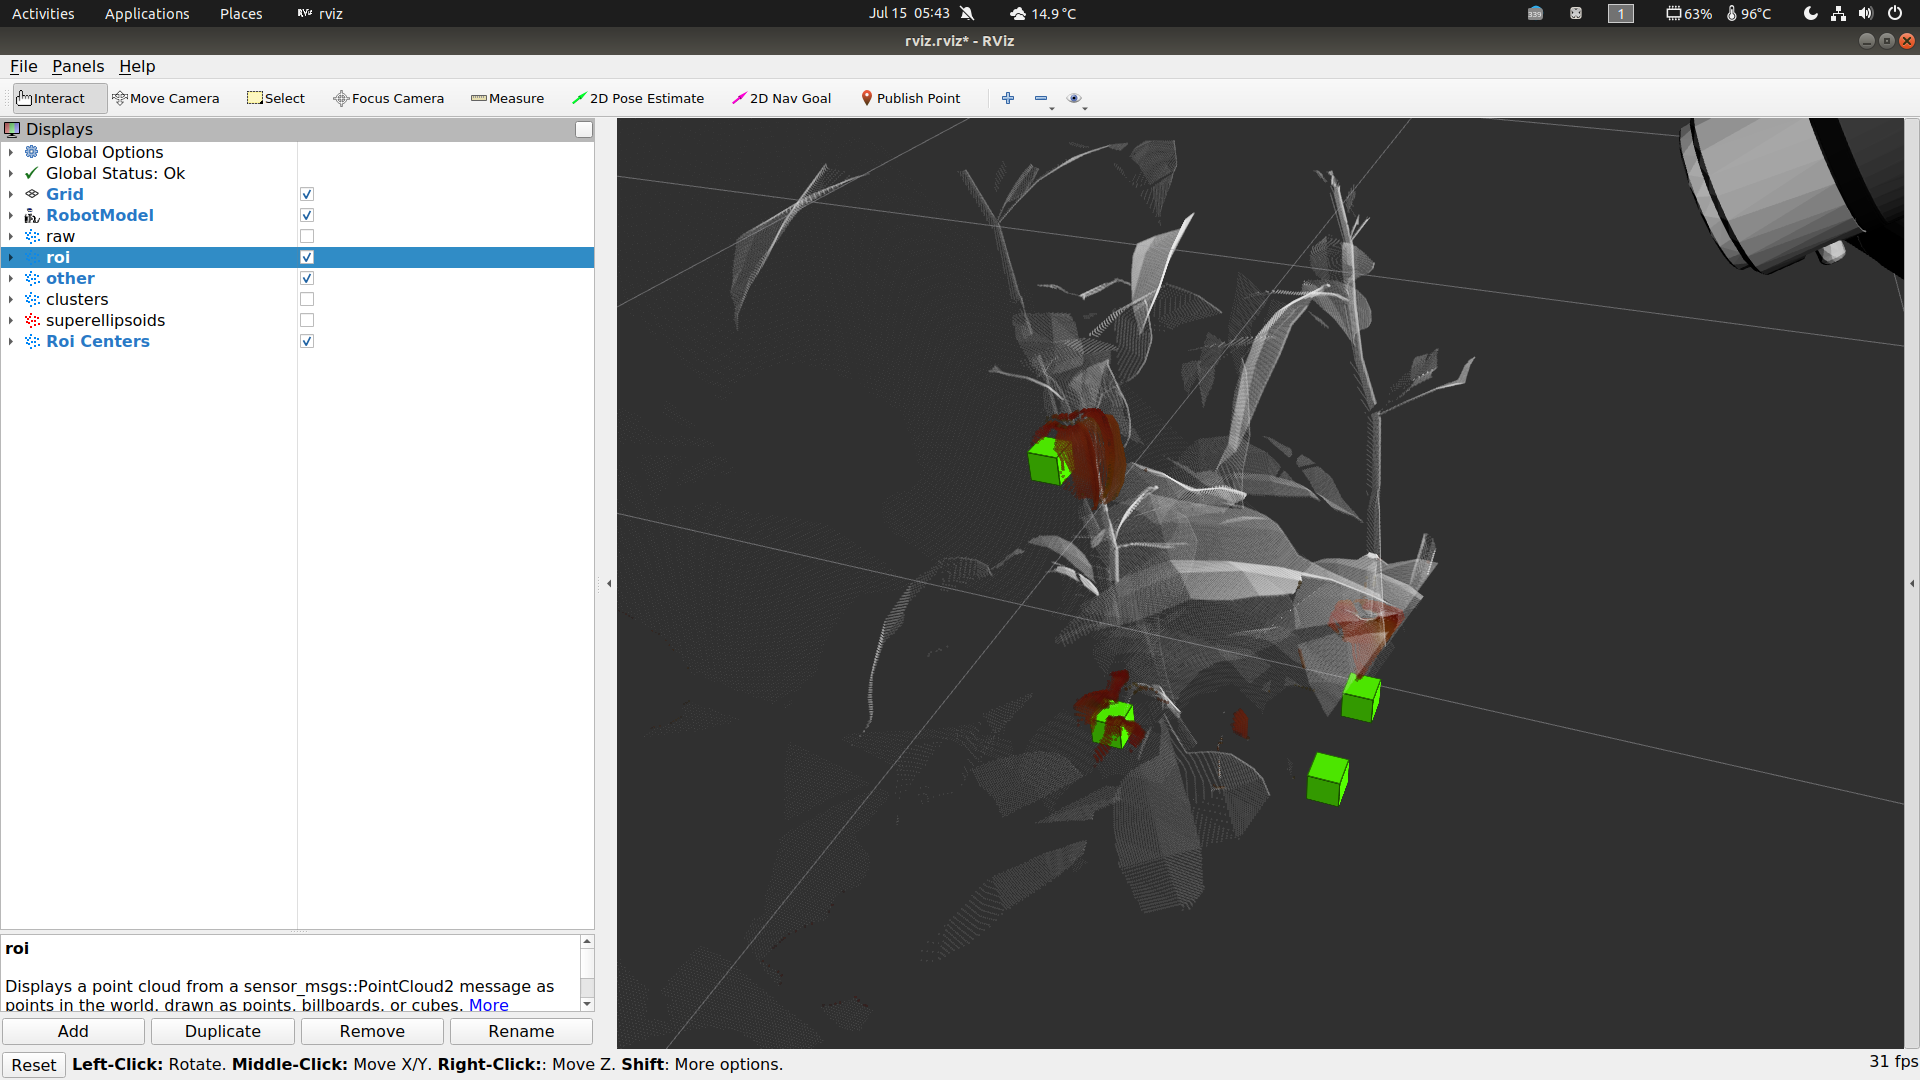 Activities Applications Places rviz Jul 15 05:43 14.9 °C 339 1 63% 96°C
rviz.rviz* - RViz
File Panels Help
Interact Move Camera Select Focus Camera Measure 2D Pose Estimate 2D Nav Goal Publish Point
Displays
Global Options
Global Status: Ok
Grid
RobotModel
raw
roi
other
clusters
superellipsoids
Roi Centers
roi
Displays a point cloud from a sensor_msgs::PointCloud2 message as
points in the world, drawn as points, billboards, or cubes. More
Add Duplicate Remove Rename
Reset Left-Click: Rotate. Middle-Click: Move X/Y. Right-Click:: Move Z. Shift: More options. 31 fps